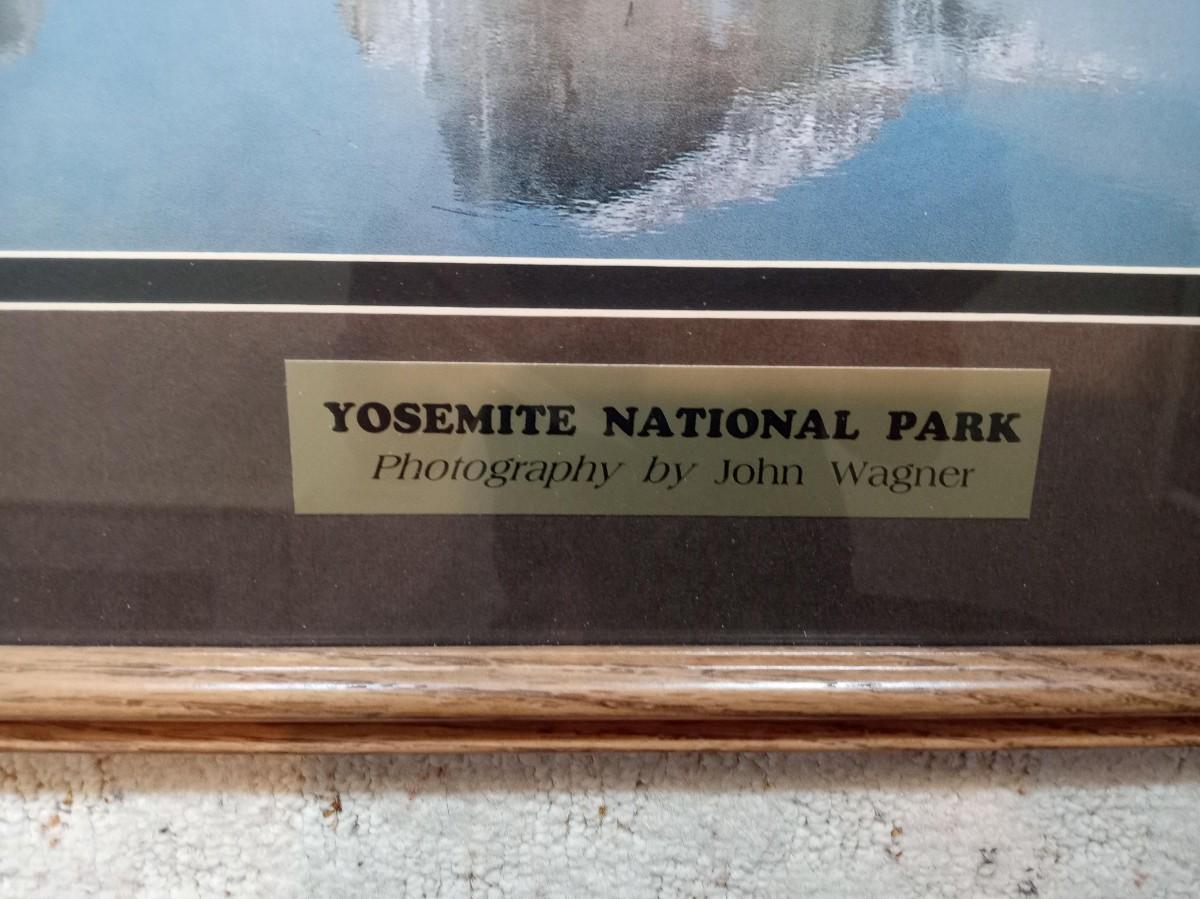 YOSEMITE NATIONAL PARK
Photography by John Wagner